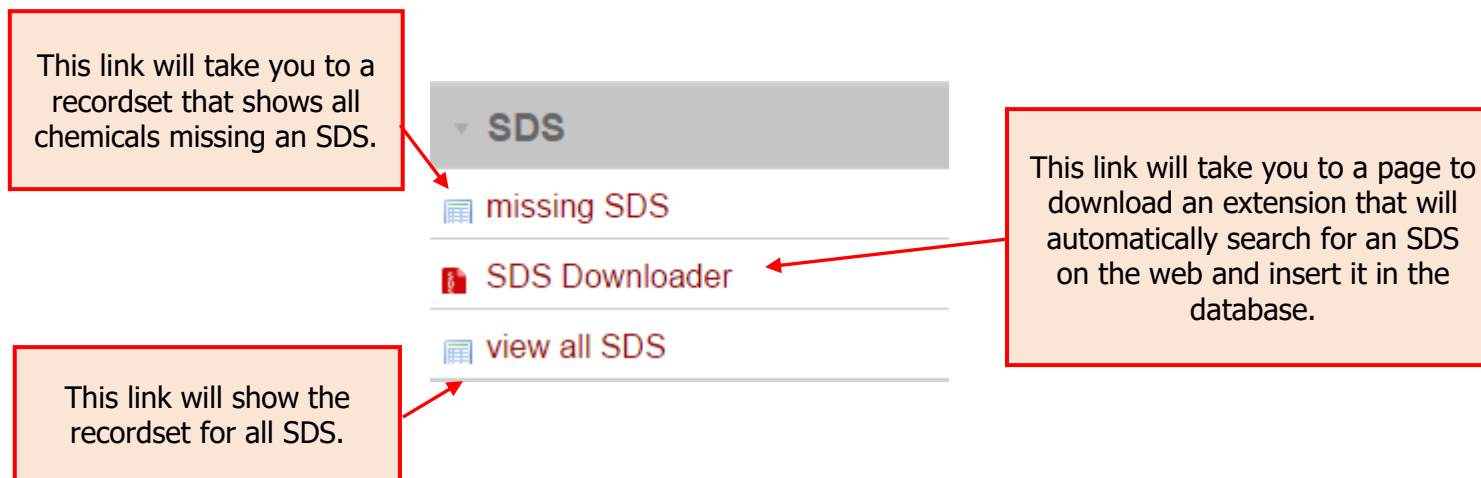 This link will take you to a
recordset that shows all
chemicals missing an SDS.
SDS
missing SDS
SDS Downloader
view all SDS
This link will take you to a page to
download an extension that will
automatically search for an SDS
on the web and insert it in the
database.
This link will show the
recordset for all SDS.